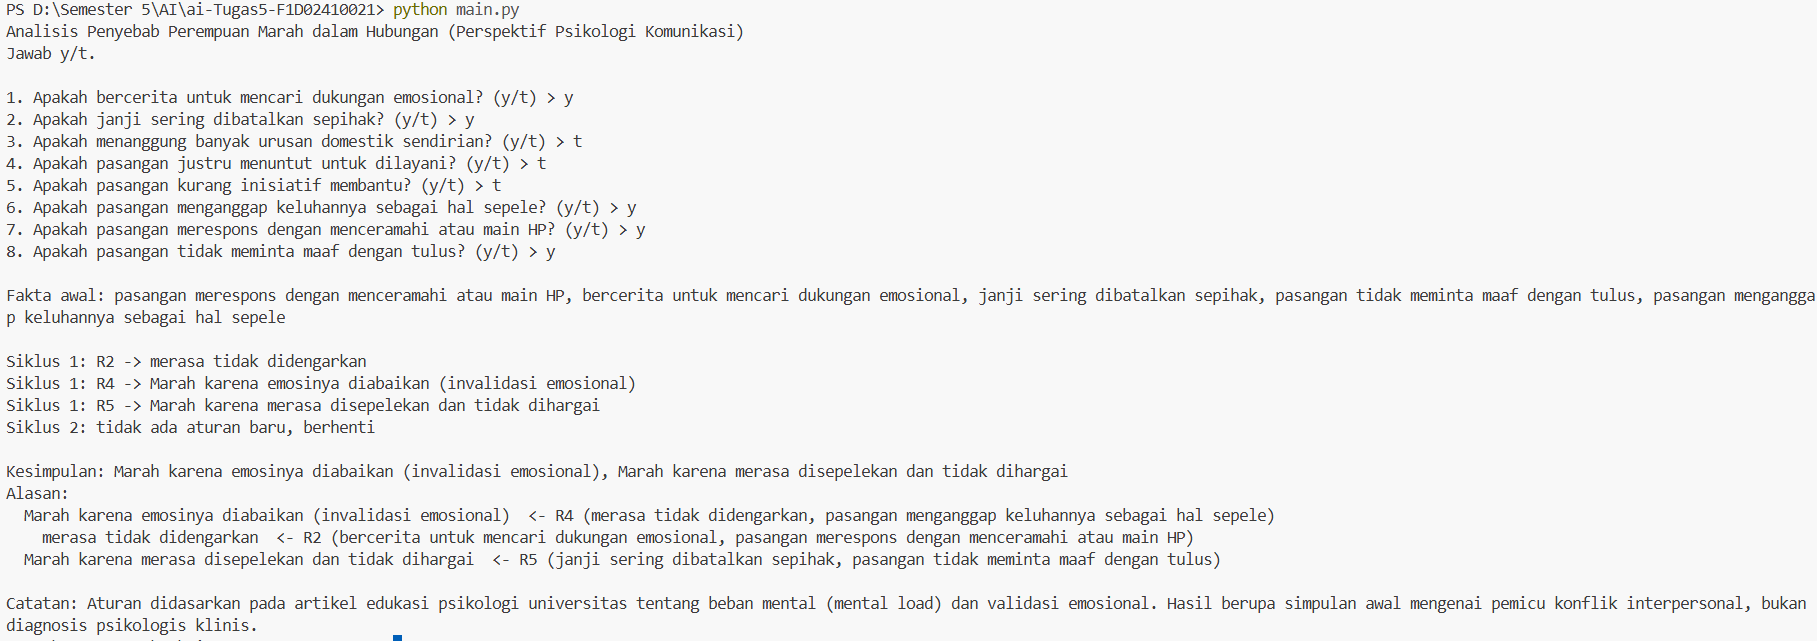 PS D:\Semester 5\AI\ai-Tugas5-F1D02410021> python main.py
Analisis Penyebab Perempuan Marah dalam Hubungan (Perspektif Psikologi Komunikasi)
Jawab y/t.
1. Apakah bercerita untuk mencari dukungan emosional? (y/t) > y
2. Apakah janji sering dibatalkan sepihak? (y/t) > y
3. Apakah menanggung banyak urusan domestik sendirian? (y/t) > t
4. Apakah pasangan justru menuntut untuk dilayani? (y/t) > t
5. Apakah pasangan kurang inisiatif membantu? (y/t) > t
6. Apakah pasangan menganggap keluhannya sebagai hal sepele? (y/t) > y
7. Apakah pasangan merespons dengan menceramahi atau main HP? (y/t) > y
8. Apakah pasangan tidak meminta maaf dengan tulus? (y/t) > y
Fakta awal: pasangan merespons dengan menceramahi atau main HP, bercerita untuk mencari dukungan emosional, janji sering dibatalkan sepihak, pasangan tidak meminta maaf dengan tulus, pasangan mengangga
p keluhannya sebagai hal sepele
Siklus 1: R2 -> merasa tidak didengarkan
Siklus 1: R4 -> Marah karena emosinya diabaikan (invalidasi emosional)
Siklus 1: R5 -> Marah karena merasa disepelekan dan tidak dihargai
Siklus 2: tidak ada aturan baru, berhenti
Kesimpulan: Marah karena emosinya diabaikan (invalidasi emosional), Marah karena merasa disepelekan dan tidak dihargai
Alasan:
  Marah karena emosinya diabaikan (invalidasi emosional)  <- R4 (merasa tidak didengarkan, pasangan menganggap keluhannya sebagai hal sepele)
    merasa tidak didengarkan  <- R2 (bercerita untuk mencari dukungan emosional, pasangan merespons dengan menceramahi atau main HP)
  Marah karena merasa disepelekan dan tidak dihargai  <- R5 (janji sering dibatalkan sepihak, pasangan tidak meminta maaf dengan tulus)
Catatan: Aturan didasarkan pada artikel edukasi psikologi universitas tentang beban mental (mental load) dan validasi emosional. Hasil berupa simpulan awal mengenai pemicu konflik interpersonal, bukan
diagnosis psikologis klinis.